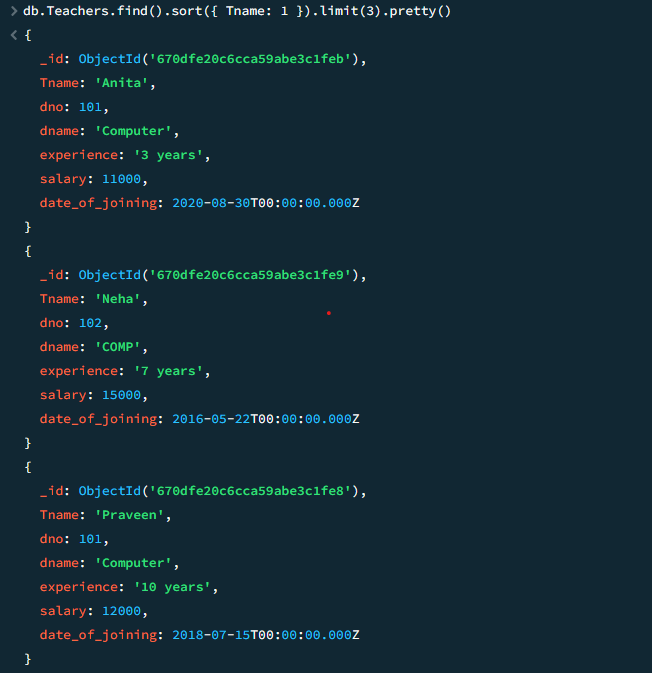 > db.Teachers.find().sort({ Tname: 1 }).limit(3).pretty()
< {
_id: ObjectId('670dfe20c6cca59abe3c1feb'),
Tname: 'Anita',
dno: 101,
dname: 'Computer',
experience: '3 years',
salary: 11000,
date_of_joining: 2020-08-30T00:00:00.000Z
}
{
_id: ObjectId('670dfe20c6cca59abe3c1fe9'),
Tname: 'Neha',
dno: 102,
dname: 'COMP',
experience: '7 years',
salary: 15000,
date_of_joining: 2016-05-22T00:00:00.000Z
}
{
_id: ObjectId('670dfe20c6cca59abe3c1fe8'),
Tname: 'Praveen',
dno: 101,
dname: 'Computer',
experience: '10 years',
salary: 12000,
date_of_joining: 2018-07-15T00:00:00.000Z
}